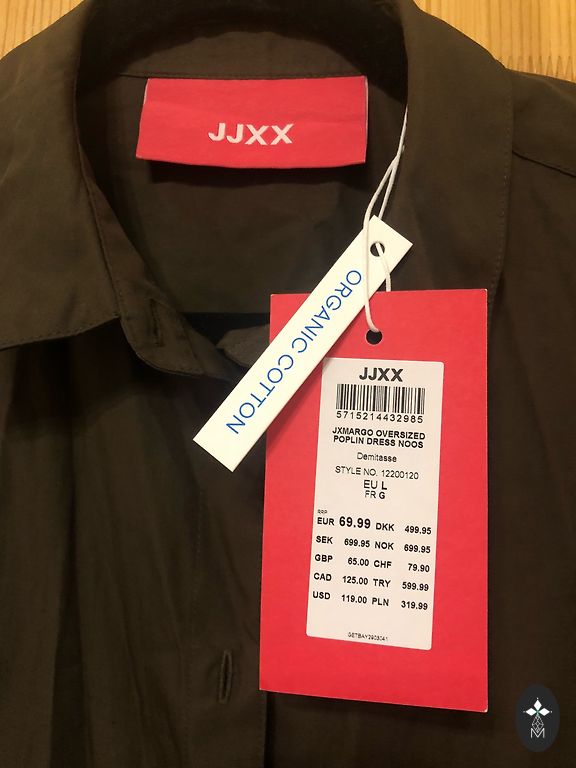 JJXX
ORGANIC COTTON
JJXX
5715214432985
JXMARGO OVERSIZED
POPLIN DRESS NOOS
Demitasse
STYLE NO. 12200120
EU L
FR G
RRP
EUR 69.99 DKK 499.95
SEK 699.95 NOK 699.95
GBP 65.00 CHF 79.90
CAD 125.00 TRY 599.99
USD 119.00 PLN 319.99
GETBAY2903041
M